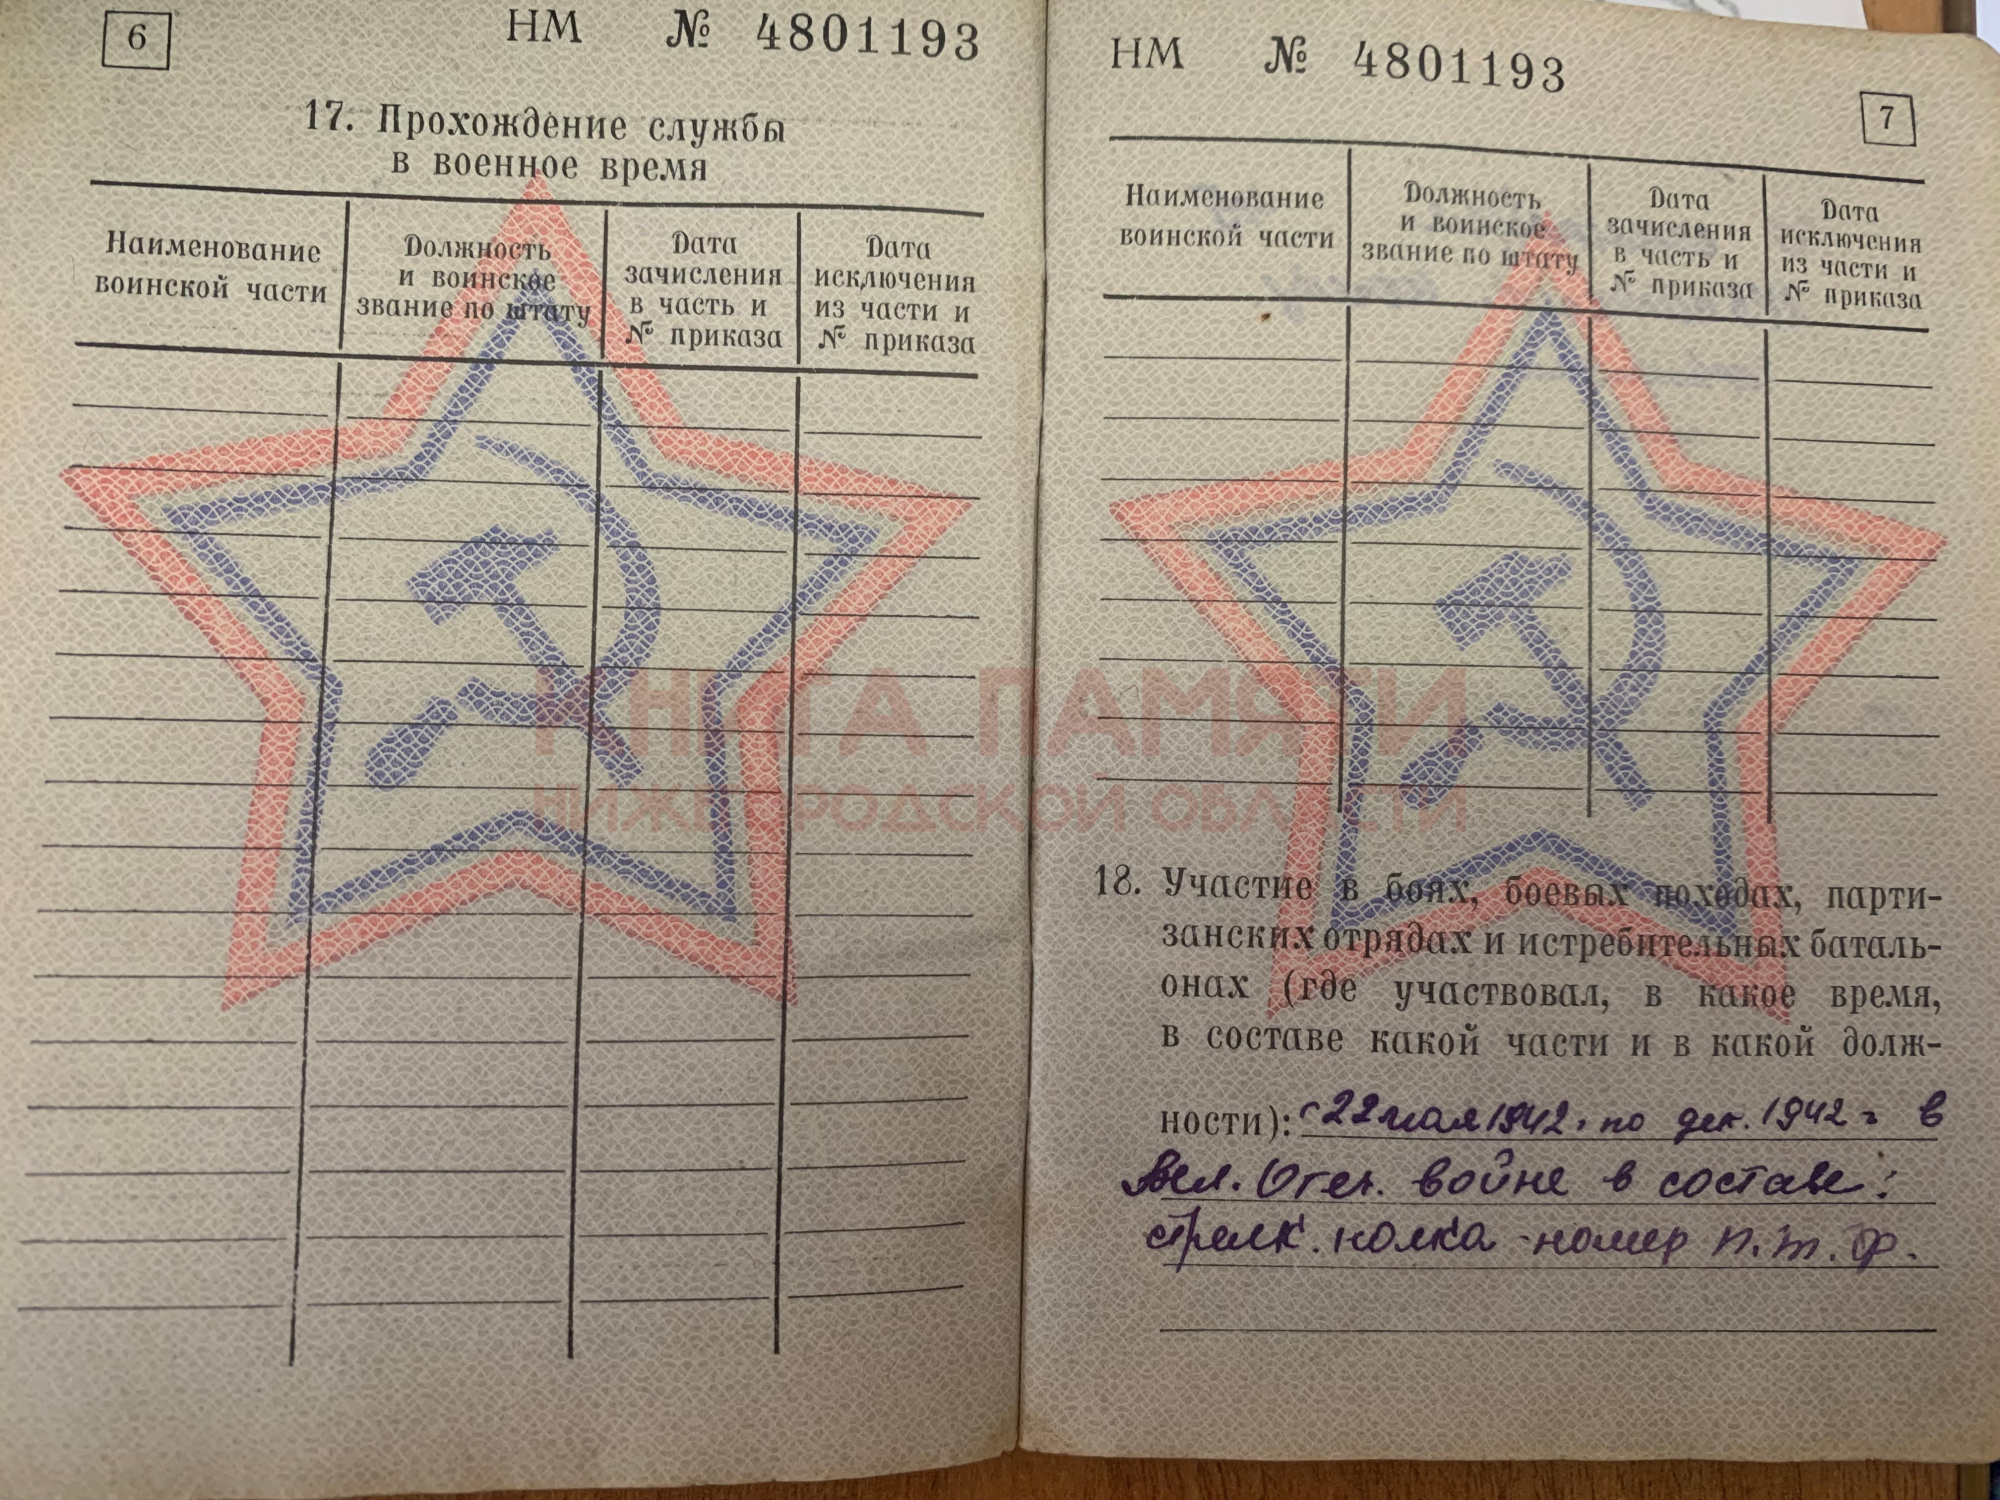 6
НМ № 4801193
17. Прохождение службы
в военное время
Наименование
воинской части
Должность
и воинское
звание по штату
Дата
зачисления
в часть и
№ приказа
Дата
исключения
из части и
№ приказа
НМ № 4801193
7
Наименование
воинской части
Должность
и воинское
звание по штату
Дата
зачисления
в часть и
№ приказа
Дата
исключения
из части и
№ приказа
КНИГА ПАМЯТИ
НИЖЕГОРОДСКОЙ ОБЛАСТИ
18. Участие в боях, боевых походах, парти-
занских отрядах и истребительных баталь-
онах (где участвовал, в какое время,
в составе какой части и в какой долж-
ности): с 22 мая 1942 г. по дек. 1942 г. в
Вел. Отеч. войне в составе:
стрелк. полка - номер п.т.р.